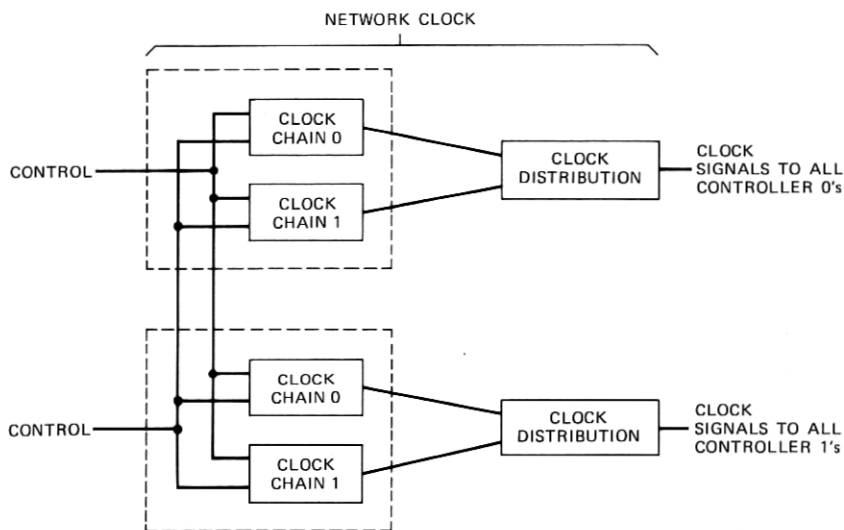 NETWORK CLOCK
CLOCK
CHAIN 0
CONTROL
CLOCK
CHAIN 1
CLOCK
DISTRIBUTION
CLOCK
SIGNALS TO ALL
CONTROLLER 0's
CLOCK
CHAIN 0
CONTROL
CLOCK
CHAIN 1
CLOCK
DISTRIBUTION
CLOCK
SIGNALS TO ALL
CONTROLLER 1's